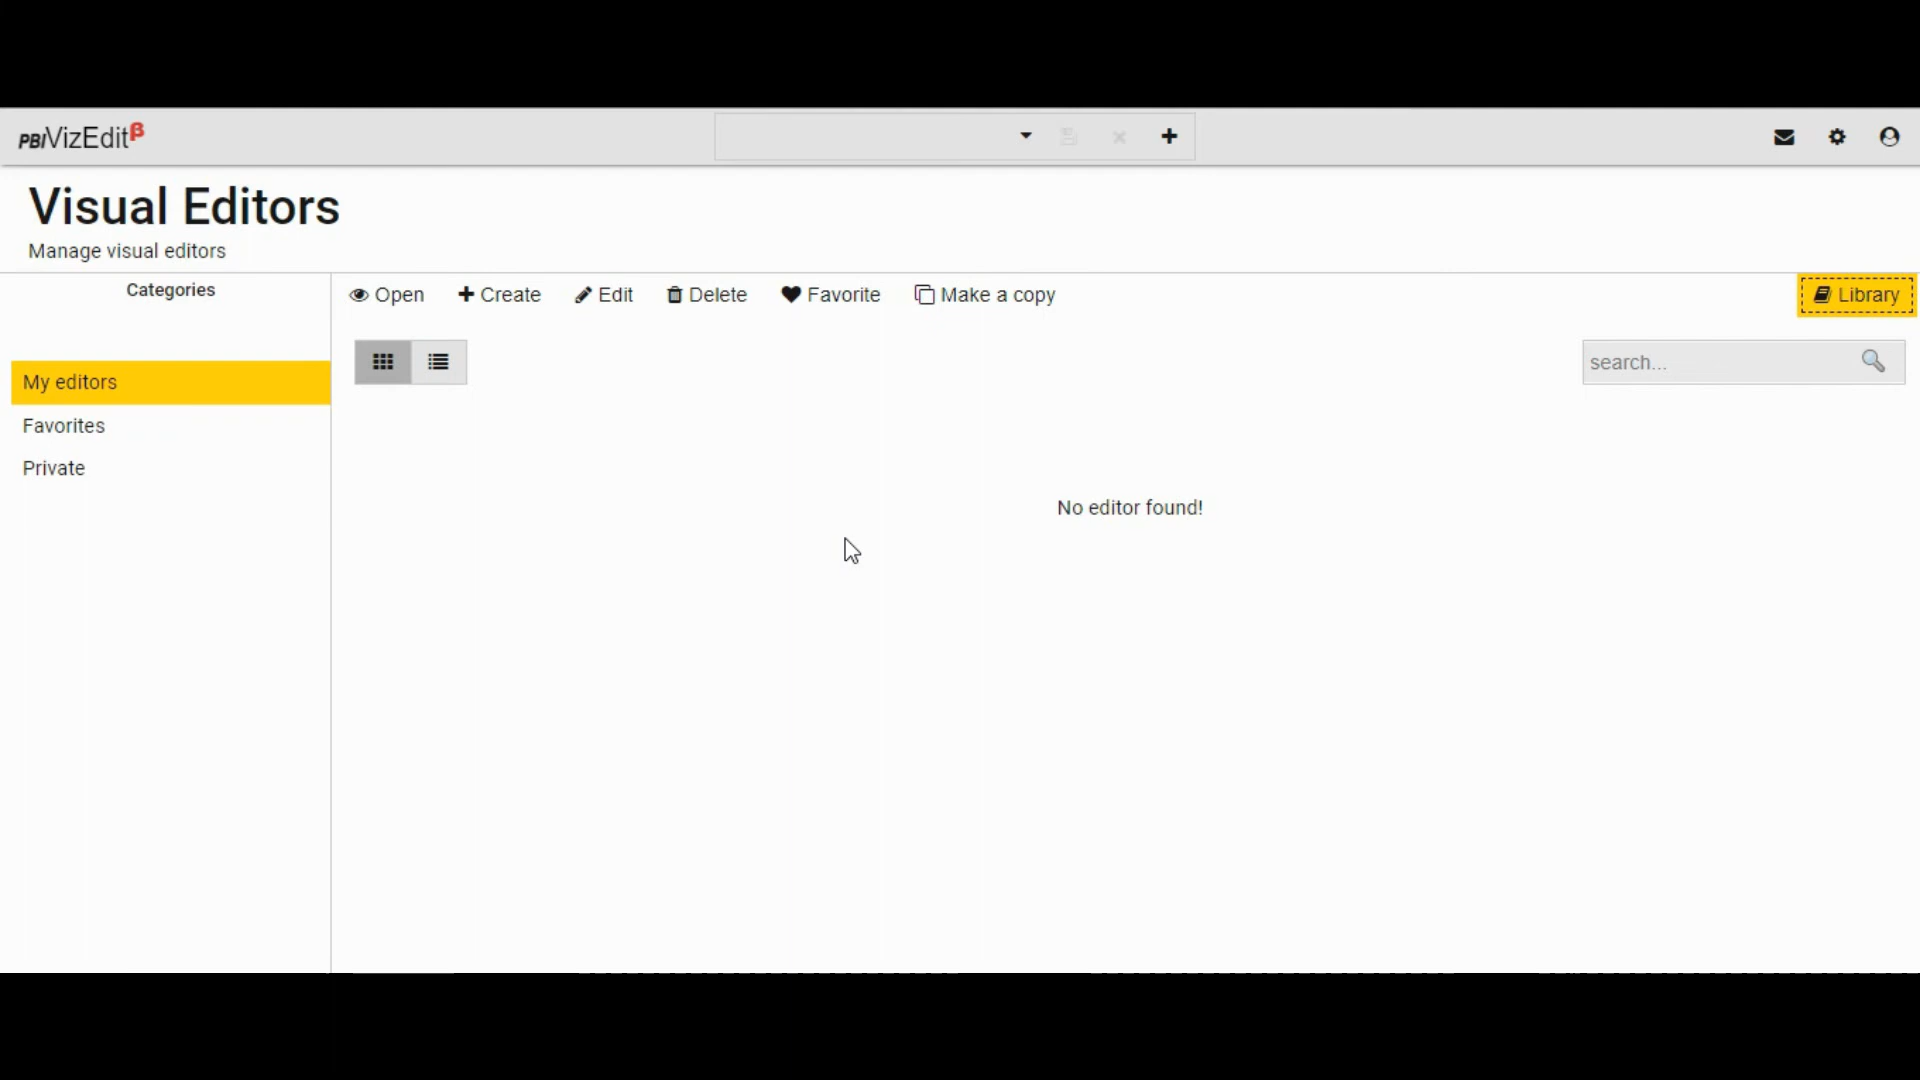 PBIVizEditβ
Visual Editors
Manage visual editors
Categories
Open Create Edit Delete Favorite Make a copy Library
My editors
search...
Favorites
Private
No editor found!